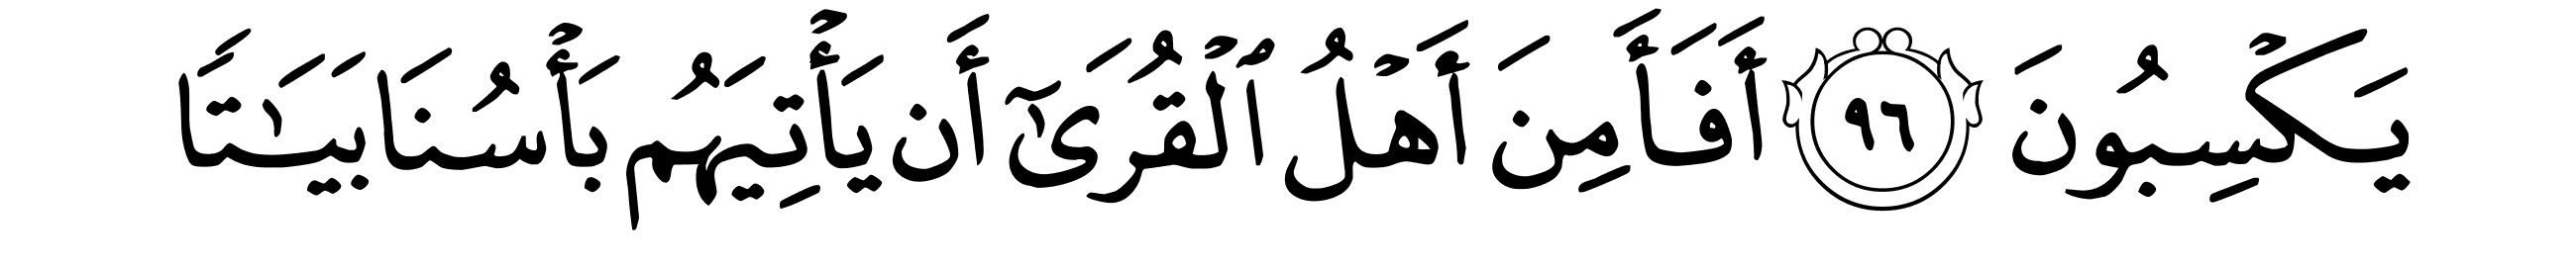 يَكْسِبُونَ ٩٦ أَفَأَمِنَ أَهْلُ ٱلْقُرَىٰٓ أَن يَأْتِيَهُم بَأْسُنَا بَيَـٰتًا